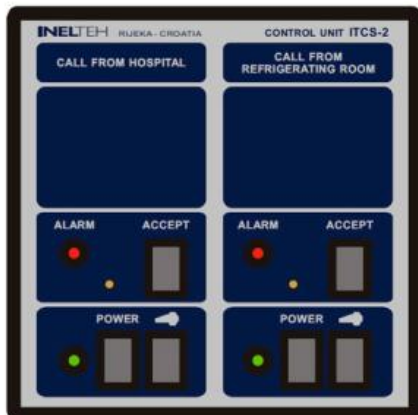 INELTEH RIJEKA - CROATIA CONTROL UNIT ITCS-2
CALL FROM HOSPITAL
CALL FROM
REFRIGERATING ROOM
ALARM ACCEPT
ALARM ACCEPT
POWER
POWER